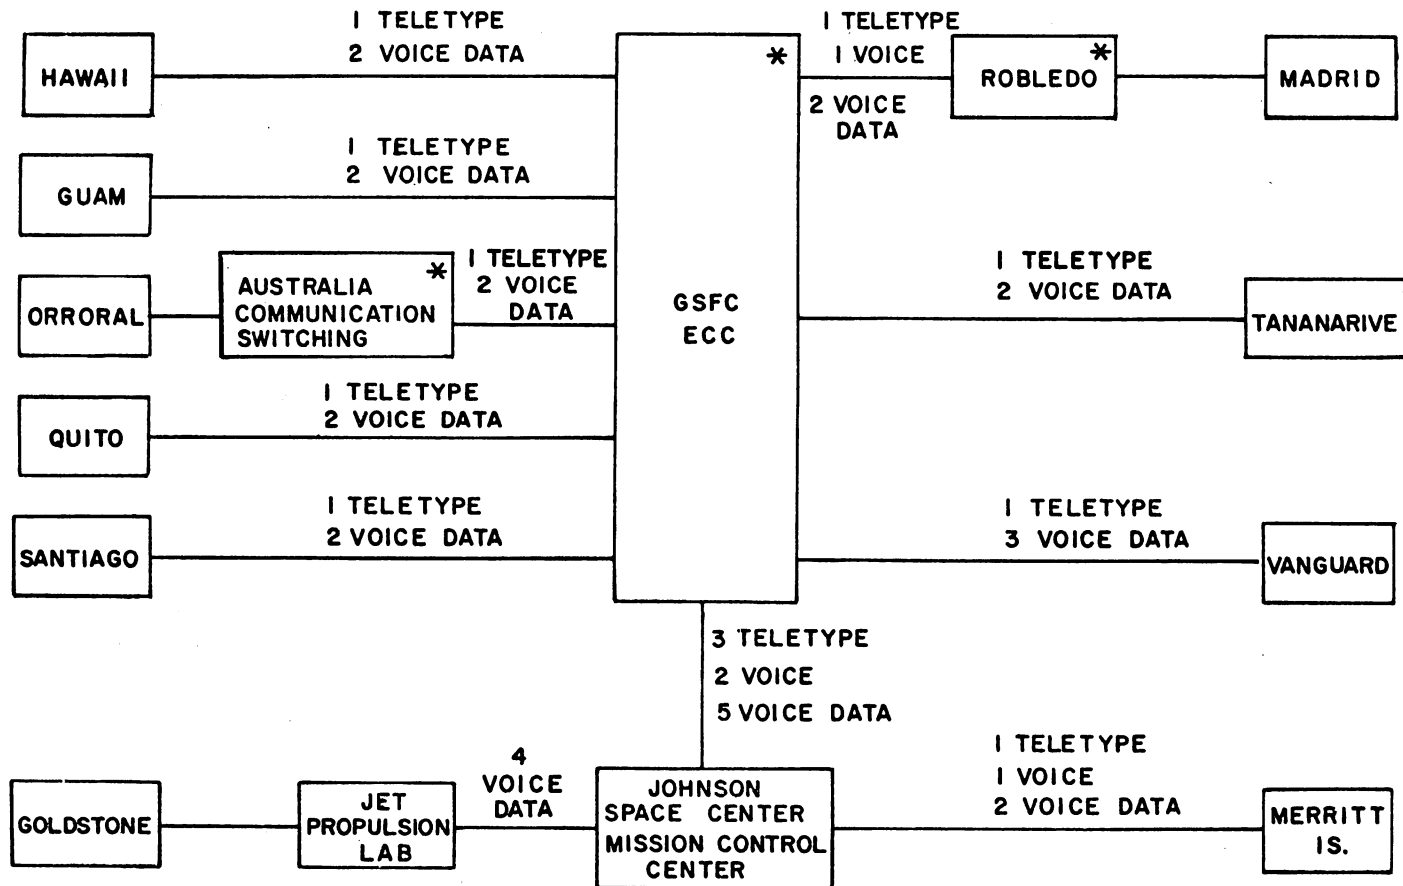 1 TELETYPE
2 VOICE DATA
HAWAII
1 TELETYPE
2 VOICE DATA
GUAM
1 TELETYPE
2 VOICE
DATA
ORRORAL
*
AUSTRALIA
COMMUNICATION
SWITCHING
1 TELETYPE
2 VOICE DATA
QUITO
1 TELETYPE
2 VOICE DATA
SANTIAGO
*
GSFC
ECC
1 TELETYPE
1 VOICE
2 VOICE
DATA
*
ROBLEDO
MADRID
1 TELETYPE
2 VOICE DATA
TANANARIVE
1 TELETYPE
3 VOICE DATA
VANGUARD
3 TELETYPE
2 VOICE
5 VOICE DATA
GOLDSTONE
JET
PROPULSION
LAB
4
VOICE
DATA
JOHNSON
SPACE CENTER
MISSION CONTROL
CENTER
1 TELETYPE
1 VOICE
2 VOICE DATA
MERRITT
IS.